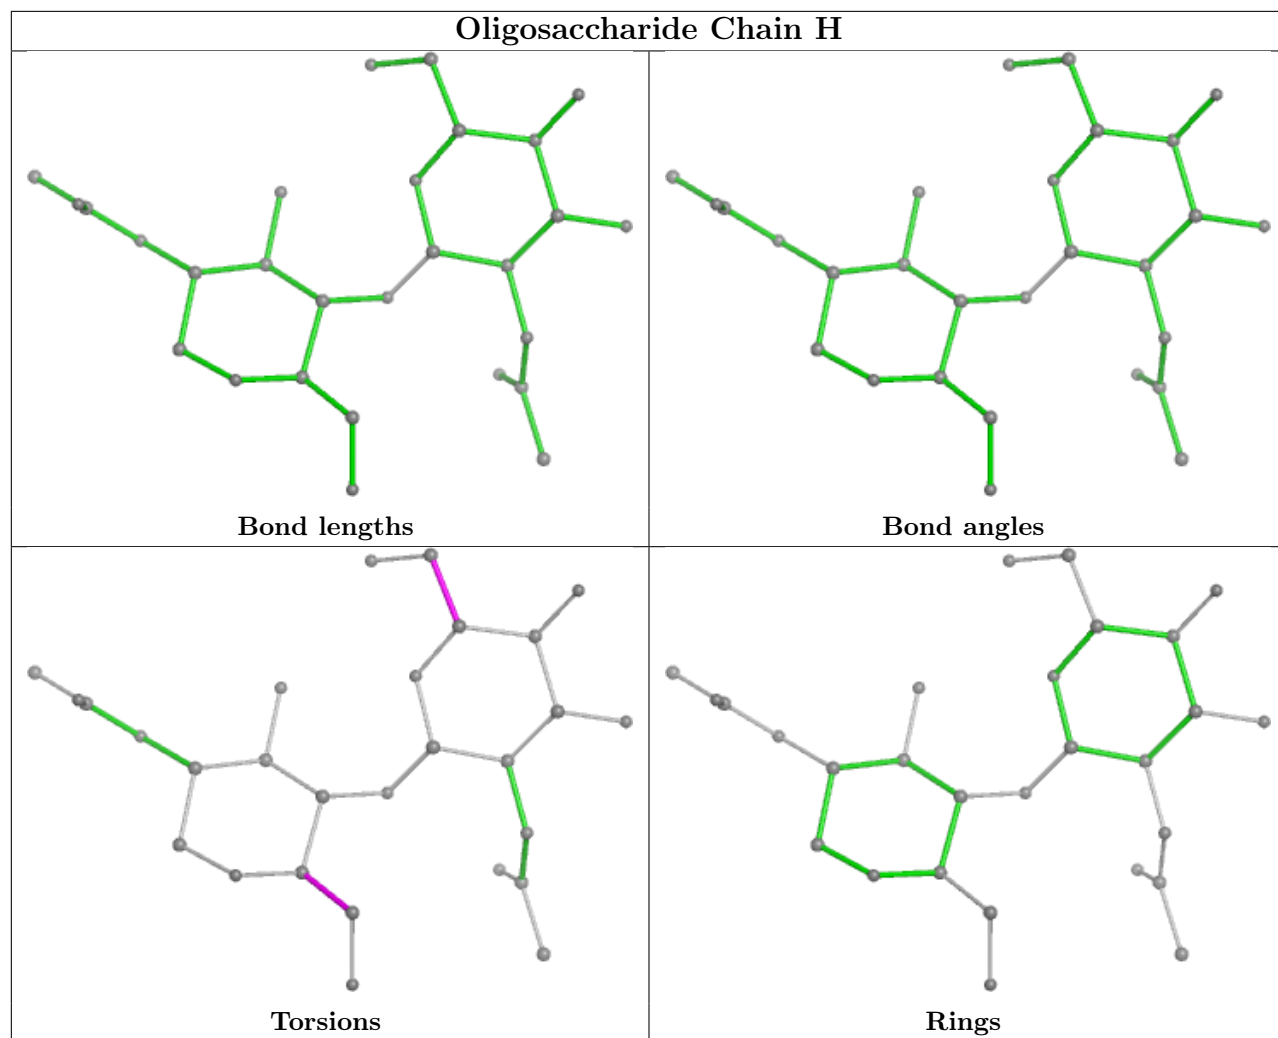 Oligosaccharide Chain H
Bond lengths
Bond angles
Torsions
Rings